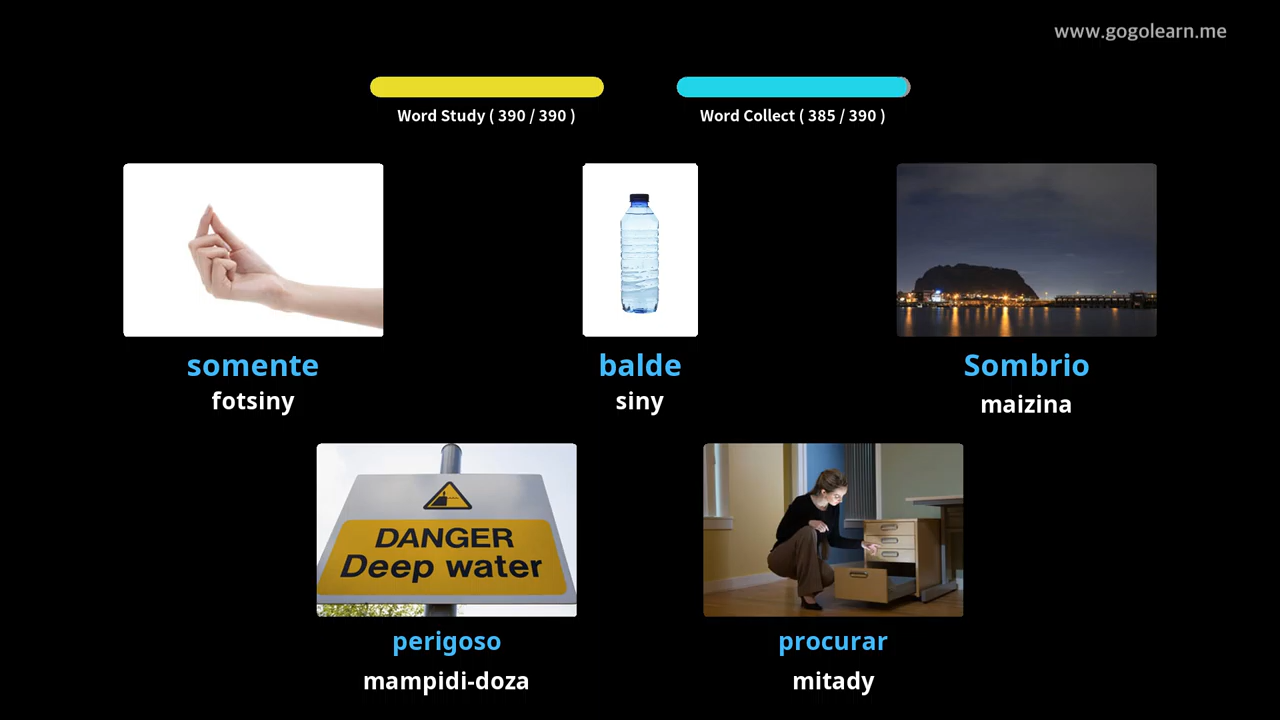 www.gogolearn.me
Word Study ( 390 / 390 )
Word Collect ( 385 / 390 )
somente
fotsiny
balde
siny
Sombrio
maizina
DANGER
Deep water
perigoso
mampidi-doza
procurar
mitady